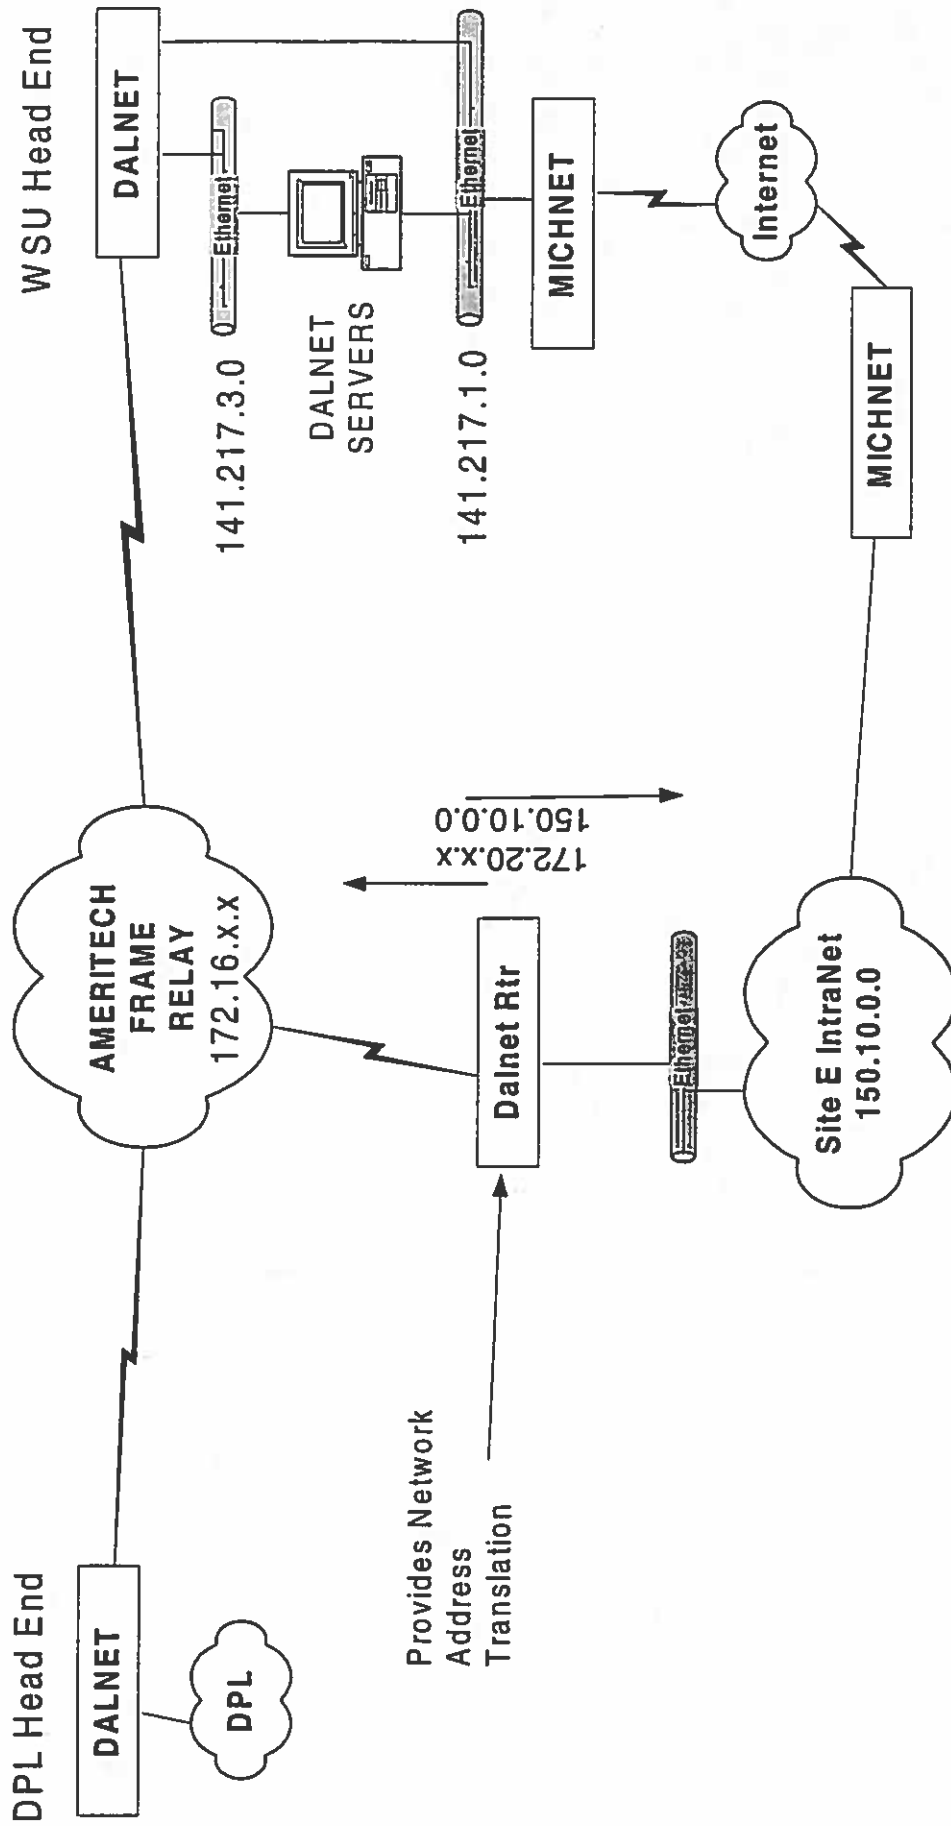 DPL Head End
DALNET
DPL
AMERITECH
FRAME
RELAY
172.16.x.x
WSU Head End
DALNET
Ethernet
141.217.3.0
DALNET
SERVERS
Ethernet
141.217.1.0
MICHNET
Internet
MICHNET
Provides Network
Address
Translation
Dalnet Rtr
172.20.x.x
150.10.0.0
Ethernet
Site E IntraNet
150.10.0.0